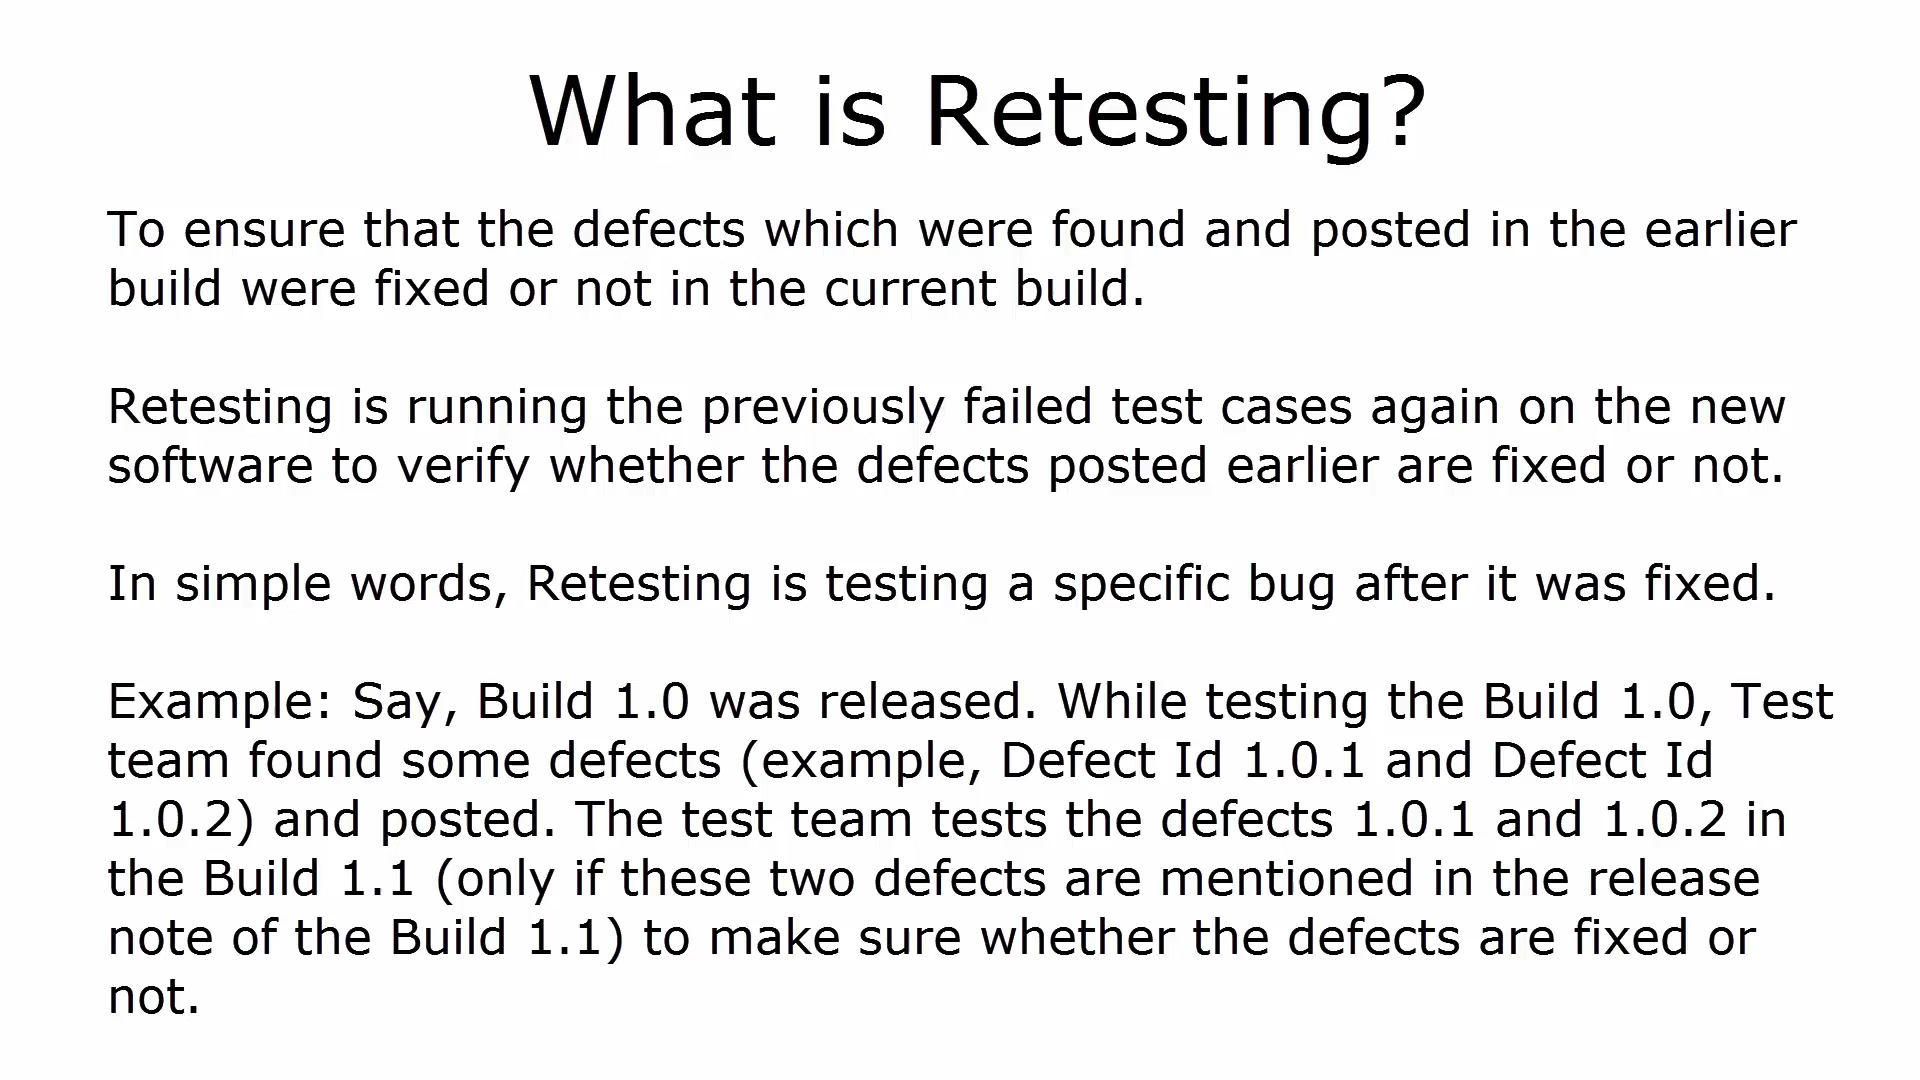 What is Retesting?
To ensure that the defects which were found and posted in the earlier
build were fixed or not in the current build.
Retesting is running the previously failed test cases again on the new
software to verify whether the defects posted earlier are fixed or not.
In simple words, Retesting is testing a specific bug after it was fixed.
Example: Say, Build 1.0 was released. While testing the Build 1.0, Test
team found some defects (example, Defect Id 1.0.1 and Defect Id
1.0.2) and posted. The test team tests the defects 1.0.1 and 1.0.2 in
the Build 1.1 (only if these two defects are mentioned in the release
note of the Build 1.1) to make sure whether the defects are fixed or
not.